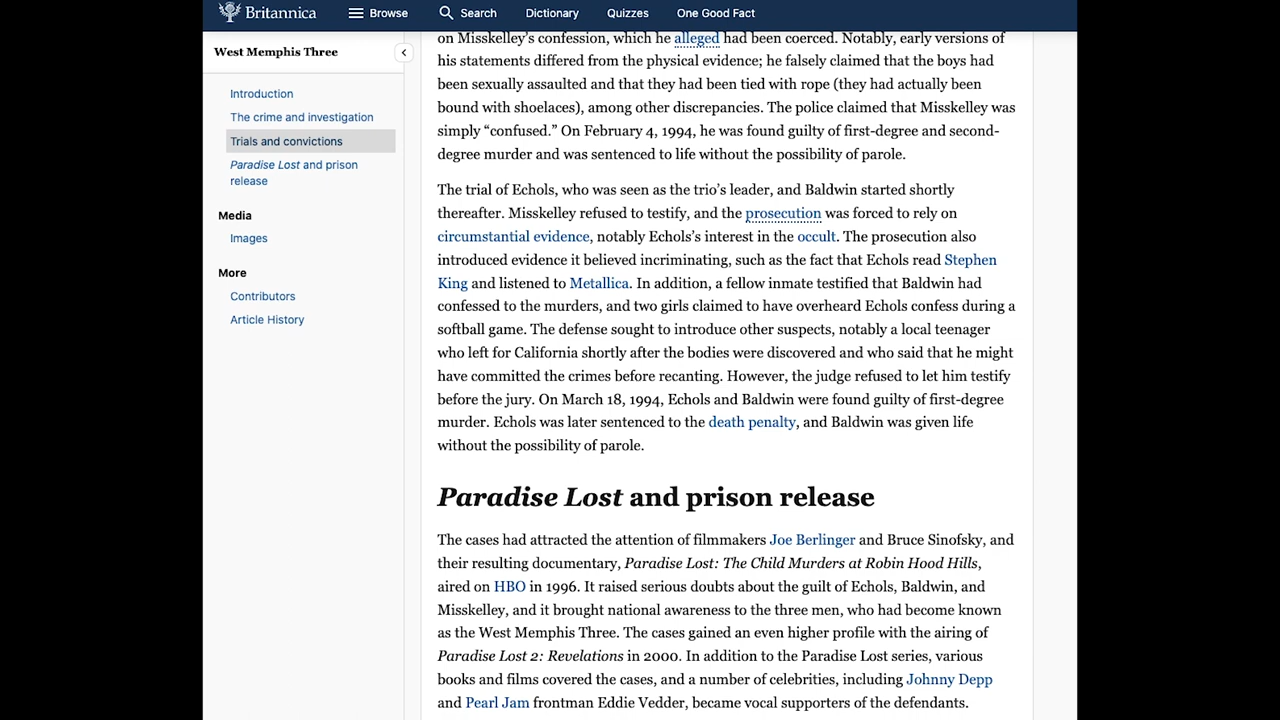 Britannica
Browse
Search
Dictionary
Quizzes
One Good Fact
West Memphis Three
Introduction
The crime and investigation
Trials and convictions
Paradise Lost and prison
release
Media
Images
More
Contributors
Article History
on Misskelley’s confession, which he alleged had been coerced. Notably, early versions of
his statements differed from the physical evidence; he falsely claimed that the boys had
been sexually assaulted and that they had been tied with rope (they had actually been
bound with shoelaces), among other discrepancies. The police claimed that Misskelley was
simply “confused.” On February 4, 1994, he was found guilty of first-degree and second-
degree murder and was sentenced to life without the possibility of parole.
The trial of Echols, who was seen as the trio’s leader, and Baldwin started shortly
thereafter. Misskelley refused to testify, and the prosecution was forced to rely on
circumstantial evidence, notably Echols’s interest in the occult. The prosecution also
introduced evidence it believed incriminating, such as the fact that Echols read Stephen
King and listened to Metallica. In addition, a fellow inmate testified that Baldwin had
confessed to the murders, and two girls claimed to have overheard Echols confess during a
softball game. The defense sought to introduce other suspects, notably a local teenager
who left for California shortly after the bodies were discovered and who said that he might
have committed the crimes before recanting. However, the judge refused to let him testify
before the jury. On March 18, 1994, Echols and Baldwin were found guilty of first-degree
murder. Echols was later sentenced to the death penalty, and Baldwin was given life
without the possibility of parole.
Paradise Lost and prison release
The cases had attracted the attention of filmmakers Joe Berlinger and Bruce Sinofsky, and
their resulting documentary, Paradise Lost: The Child Murders at Robin Hood Hills,
aired on HBO in 1996. It raised serious doubts about the guilt of Echols, Baldwin, and
Misskelley, and it brought national awareness to the three men, who had become known
as the West Memphis Three. The cases gained an even higher profile with the airing of
Paradise Lost 2: Revelations in 2000. In addition to the Paradise Lost series, various
books and films covered the cases, and a number of celebrities, including Johnny Depp
and Pearl Jam frontman Eddie Vedder, became vocal supporters of the defendants.